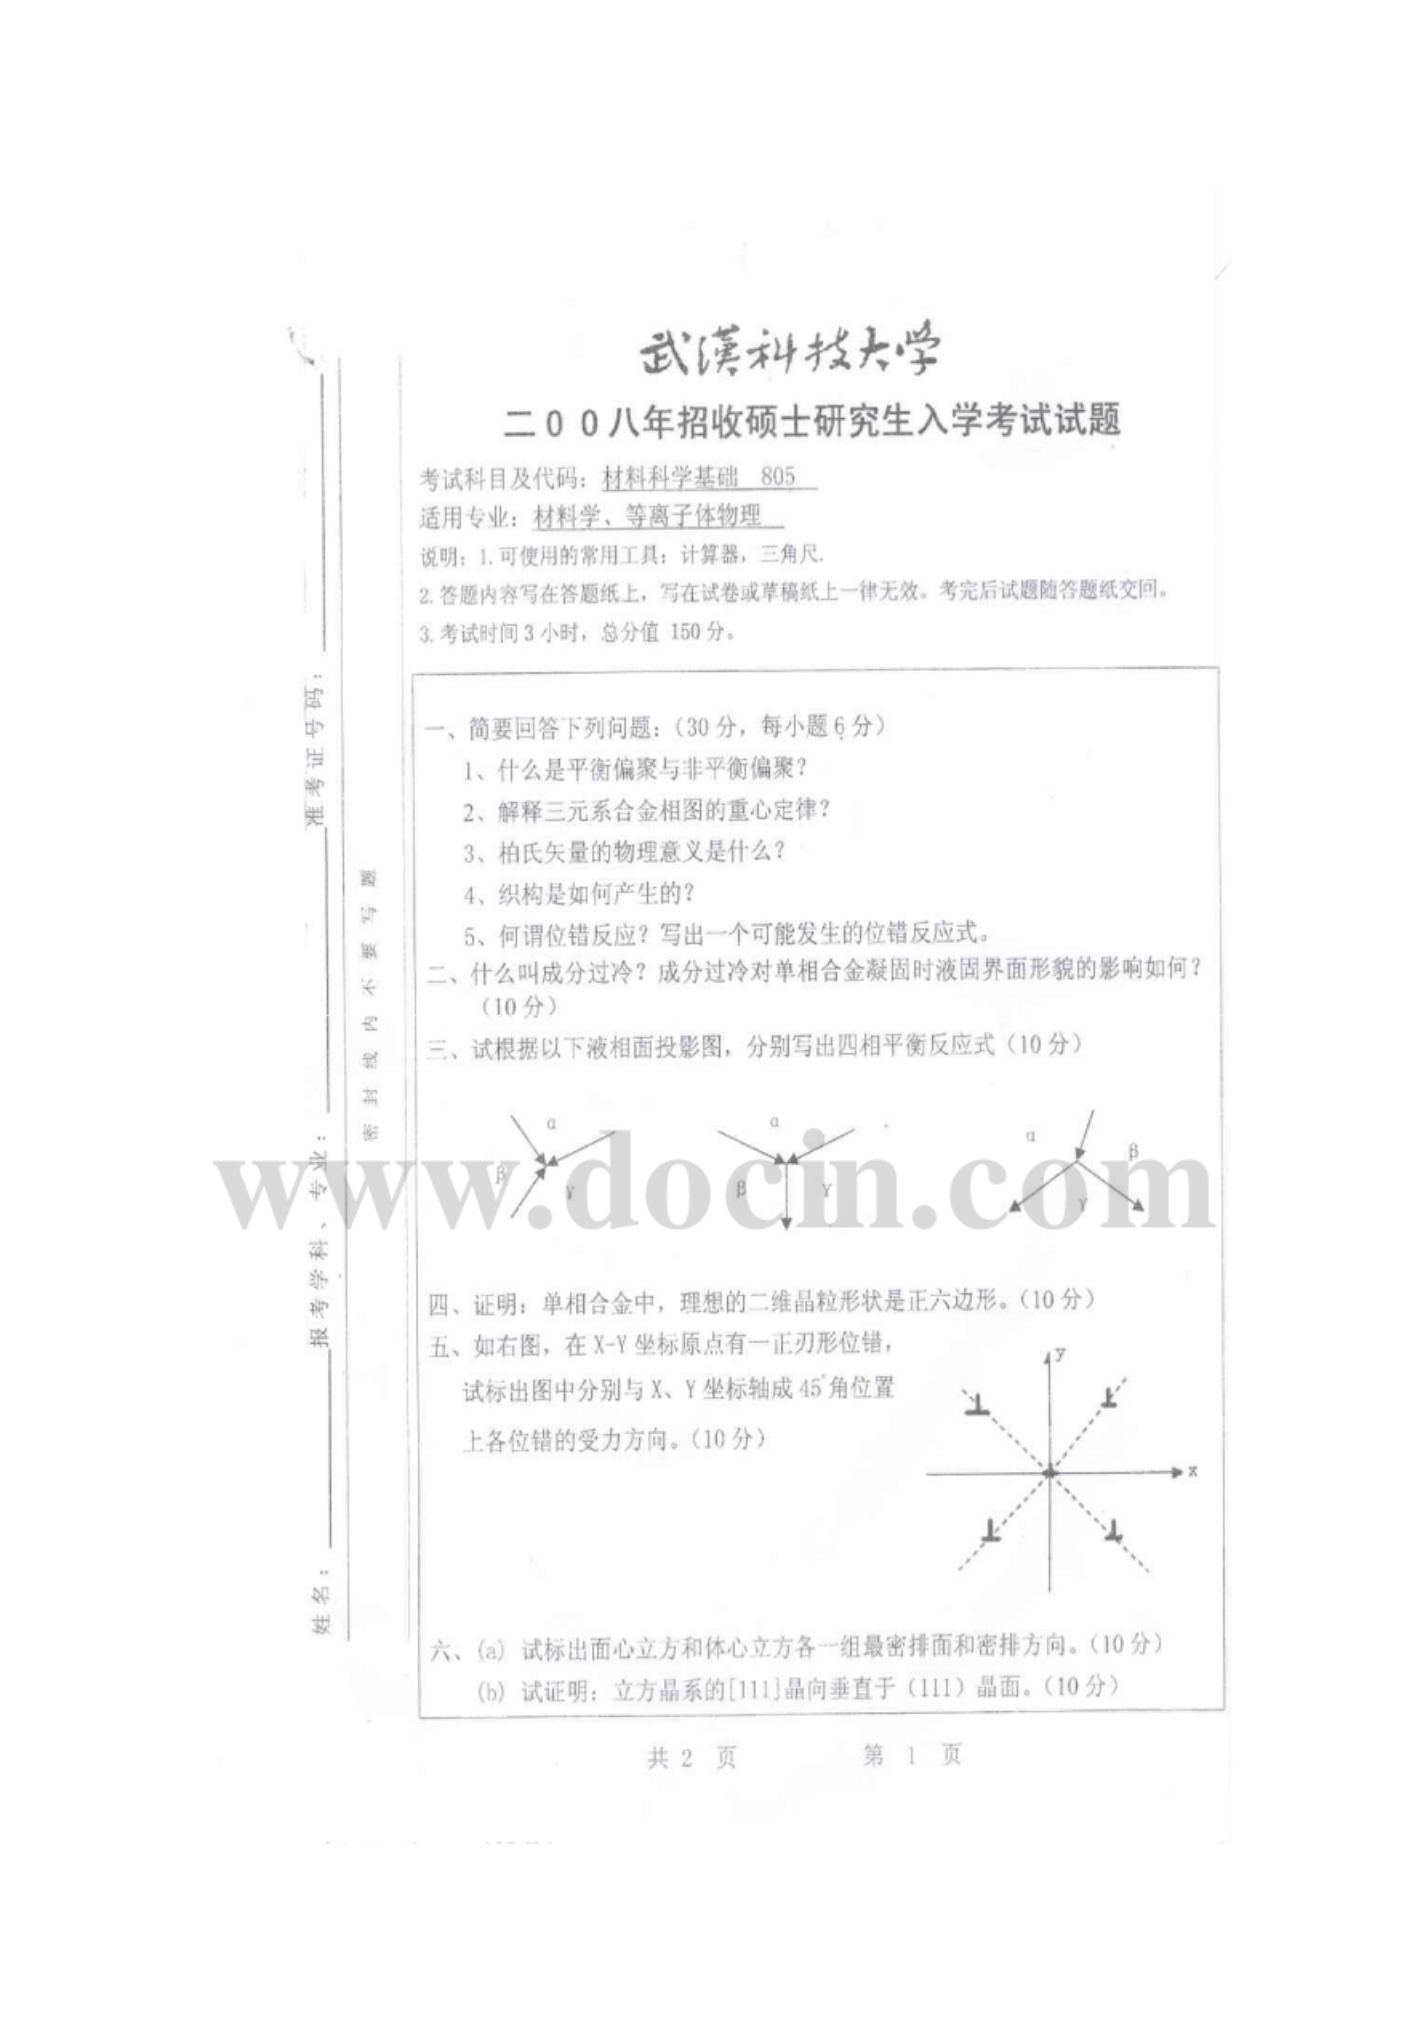 武汉科技大学
二00八年招收硕士研究生入学考试试题
考试科目及代码：材料科学基础 805
适用专业：材料学、等离子体物理
说明：1.可使用的常用工具：计算器，三角尺.
2.答题内容写在答题纸上，写在试卷或草稿纸上一律无效。考完后试题随答题纸交回。
3.考试时间3小时，总分值 150分。
准考证号码：
报考学科、专业：
姓名：
密封线内不要写题
一、简要回答下列问题：（30分，每小题6分）
1、什么是平衡偏聚与非平衡偏聚？
2、解释三元系合金相图的重心定律？
3、柏氏矢量的物理意义是什么？
4、织构是如何产生的？
5、何谓位错反应？写出一个可能发生的位错反应式。
二、什么叫成分过冷？成分过冷对单相合金凝固时液固界面形貌的影响如何？
（10分）
三、试根据以下液相面投影图，分别写出四相平衡反应式（10分）
α
β
γ
α
β
γ
α
β
γ
www.docin.com
四、证明：单相合金中，理想的二维晶粒形状是正六边形。（10分）
五、如右图，在X-Y坐标原点有一正刃形位错，
试标出图中分别与X、Y坐标轴成45°角位置
上各位错的受力方向。（10分）
y
x
六、(a) 试标出面心立方和体心立方各一组最密排面和密排方向。（10分）
(b) 试证明：立方晶系的[111]晶向垂直于（111）晶面。（10分）
共 2 页 第 1 页